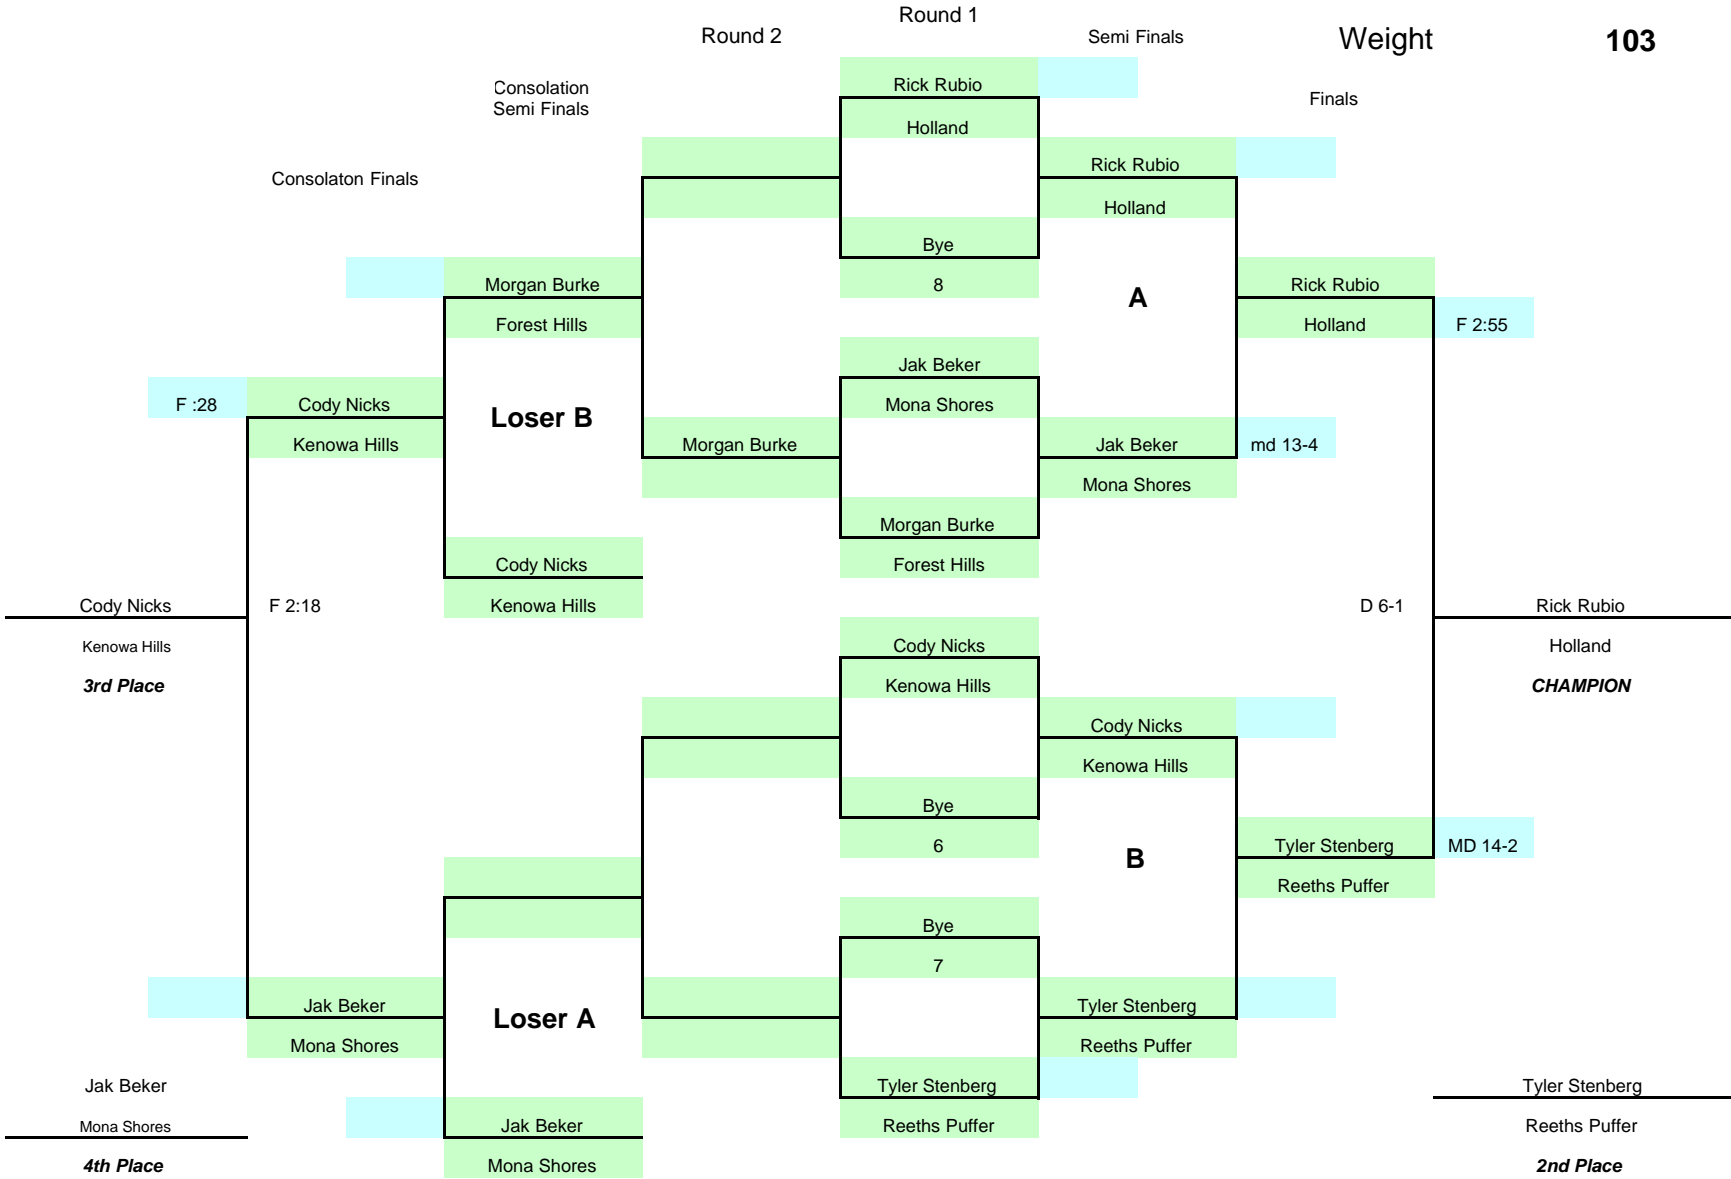 Round 1
Round 2
Semi Finals
Weight
103
Consolation
Semi Finals
Rick Rubio
Finals
Holland
Rick Rubio
Consolaton Finals
Holland
Bye
Morgan Burke
8
A
Rick Rubio
Forest Hills
Holland
F 2:55
Jak Beker
F :28
Cody Nicks
Loser B
Mona Shores
Kenowa Hills
Morgan Burke
Jak Beker
md 13-4
Mona Shores
Morgan Burke
Cody Nicks
Forest Hills
Cody Nicks
F 2:18
Kenowa Hills
D 6-1
Rick Rubio
Kenowa Hills
Cody Nicks
Holland
3rd Place
Kenowa Hills
CHAMPION
Cody Nicks
Kenowa Hills
Bye
6
B
Tyler Stenberg
MD 14-2
Reeths Puffer
Bye
7
Jak Beker
Loser A
Tyler Stenberg
Mona Shores
Reeths Puffer
Jak Beker
Tyler Stenberg
Tyler Stenberg
Mona Shores
Jak Beker
Reeths Puffer
Reeths Puffer
4th Place
Mona Shores
2nd Place